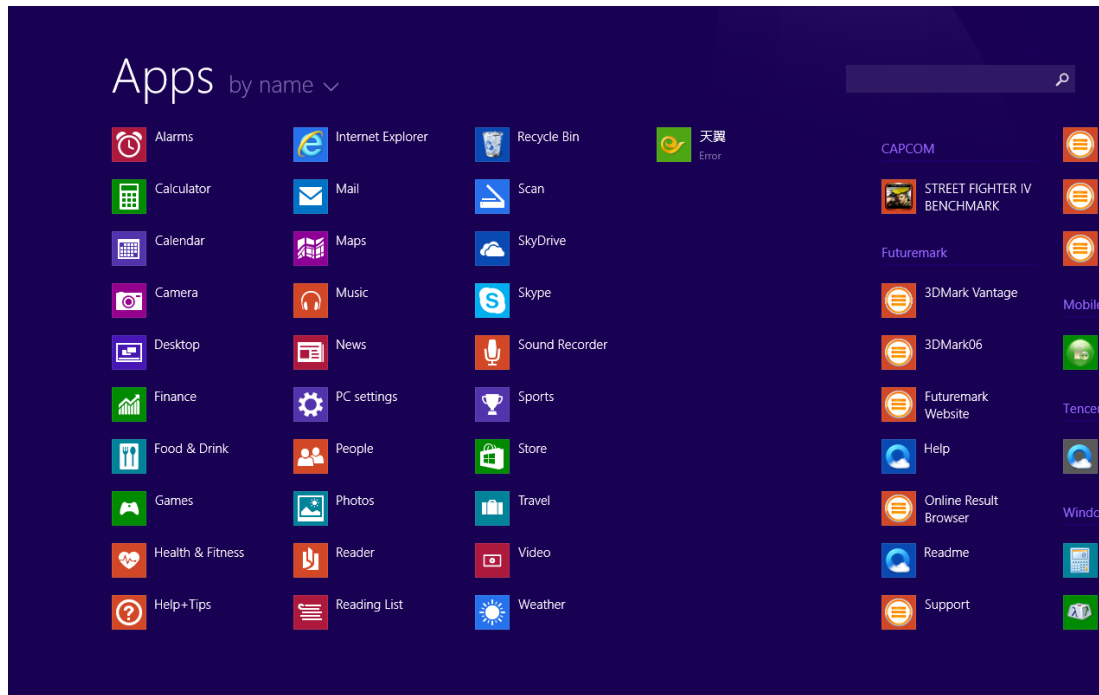 Apps by name
Alarms
Calculator
Calendar
Camera
Desktop
Finance
Food & Drink
Games
Health & Fitness
Help+Tips
Internet Explorer
Mail
Maps
Music
News
PC settings
People
Photos
Reader
Reading List
Recycle Bin
Scan
SkyDrive
Skype
Sound Recorder
Sports
Store
Travel
Video
Weather
天翼
Error
CAPCOM
STREET FIGHTER IV
BENCHMARK
Futuremark
3DMark Vantage
3DMark06
Futuremark
Website
Help
Online Result
Browser
Readme
Support
Mobile
Tencen
Windo